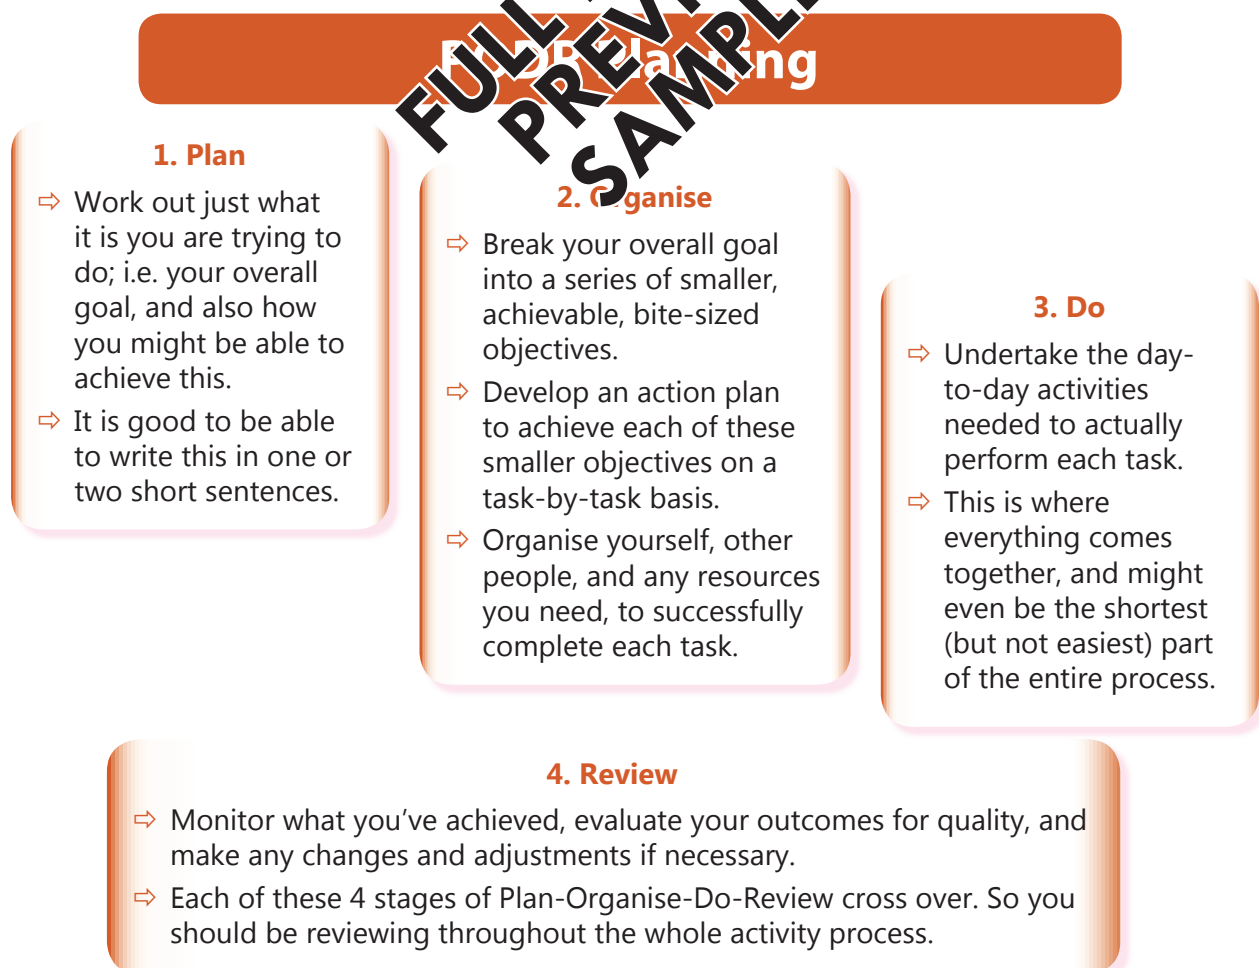 PODR Planning
FULL
PREVI
SAMPLE
1. Plan
⇨ Work out just what
it is you are trying to
do; i.e. your overall
goal, and also how
you might be able to
achieve this.
⇨ It is good to be able
to write this in one or
two short sentences.
2. Organise
⇨ Break your overall goal
into a series of smaller,
achievable, bite-sized
objectives.
⇨ Develop an action plan
to achieve each of these
smaller objectives on a
task-by-task basis.
⇨ Organise yourself, other
people, and any resources
you need, to successfully
complete each task.
3. Do
⇨ Undertake the day-
to-day activities
needed to actually
perform each task.
⇨ This is where
everything comes
together, and might
even be the shortest
(but not easiest) part
of the entire process.
4. Review
⇨ Monitor what you’ve achieved, evaluate your outcomes for quality, and
make any changes and adjustments if necessary.
⇨ Each of these 4 stages of Plan-Organise-Do-Review cross over. So you
should be reviewing throughout the whole activity process.